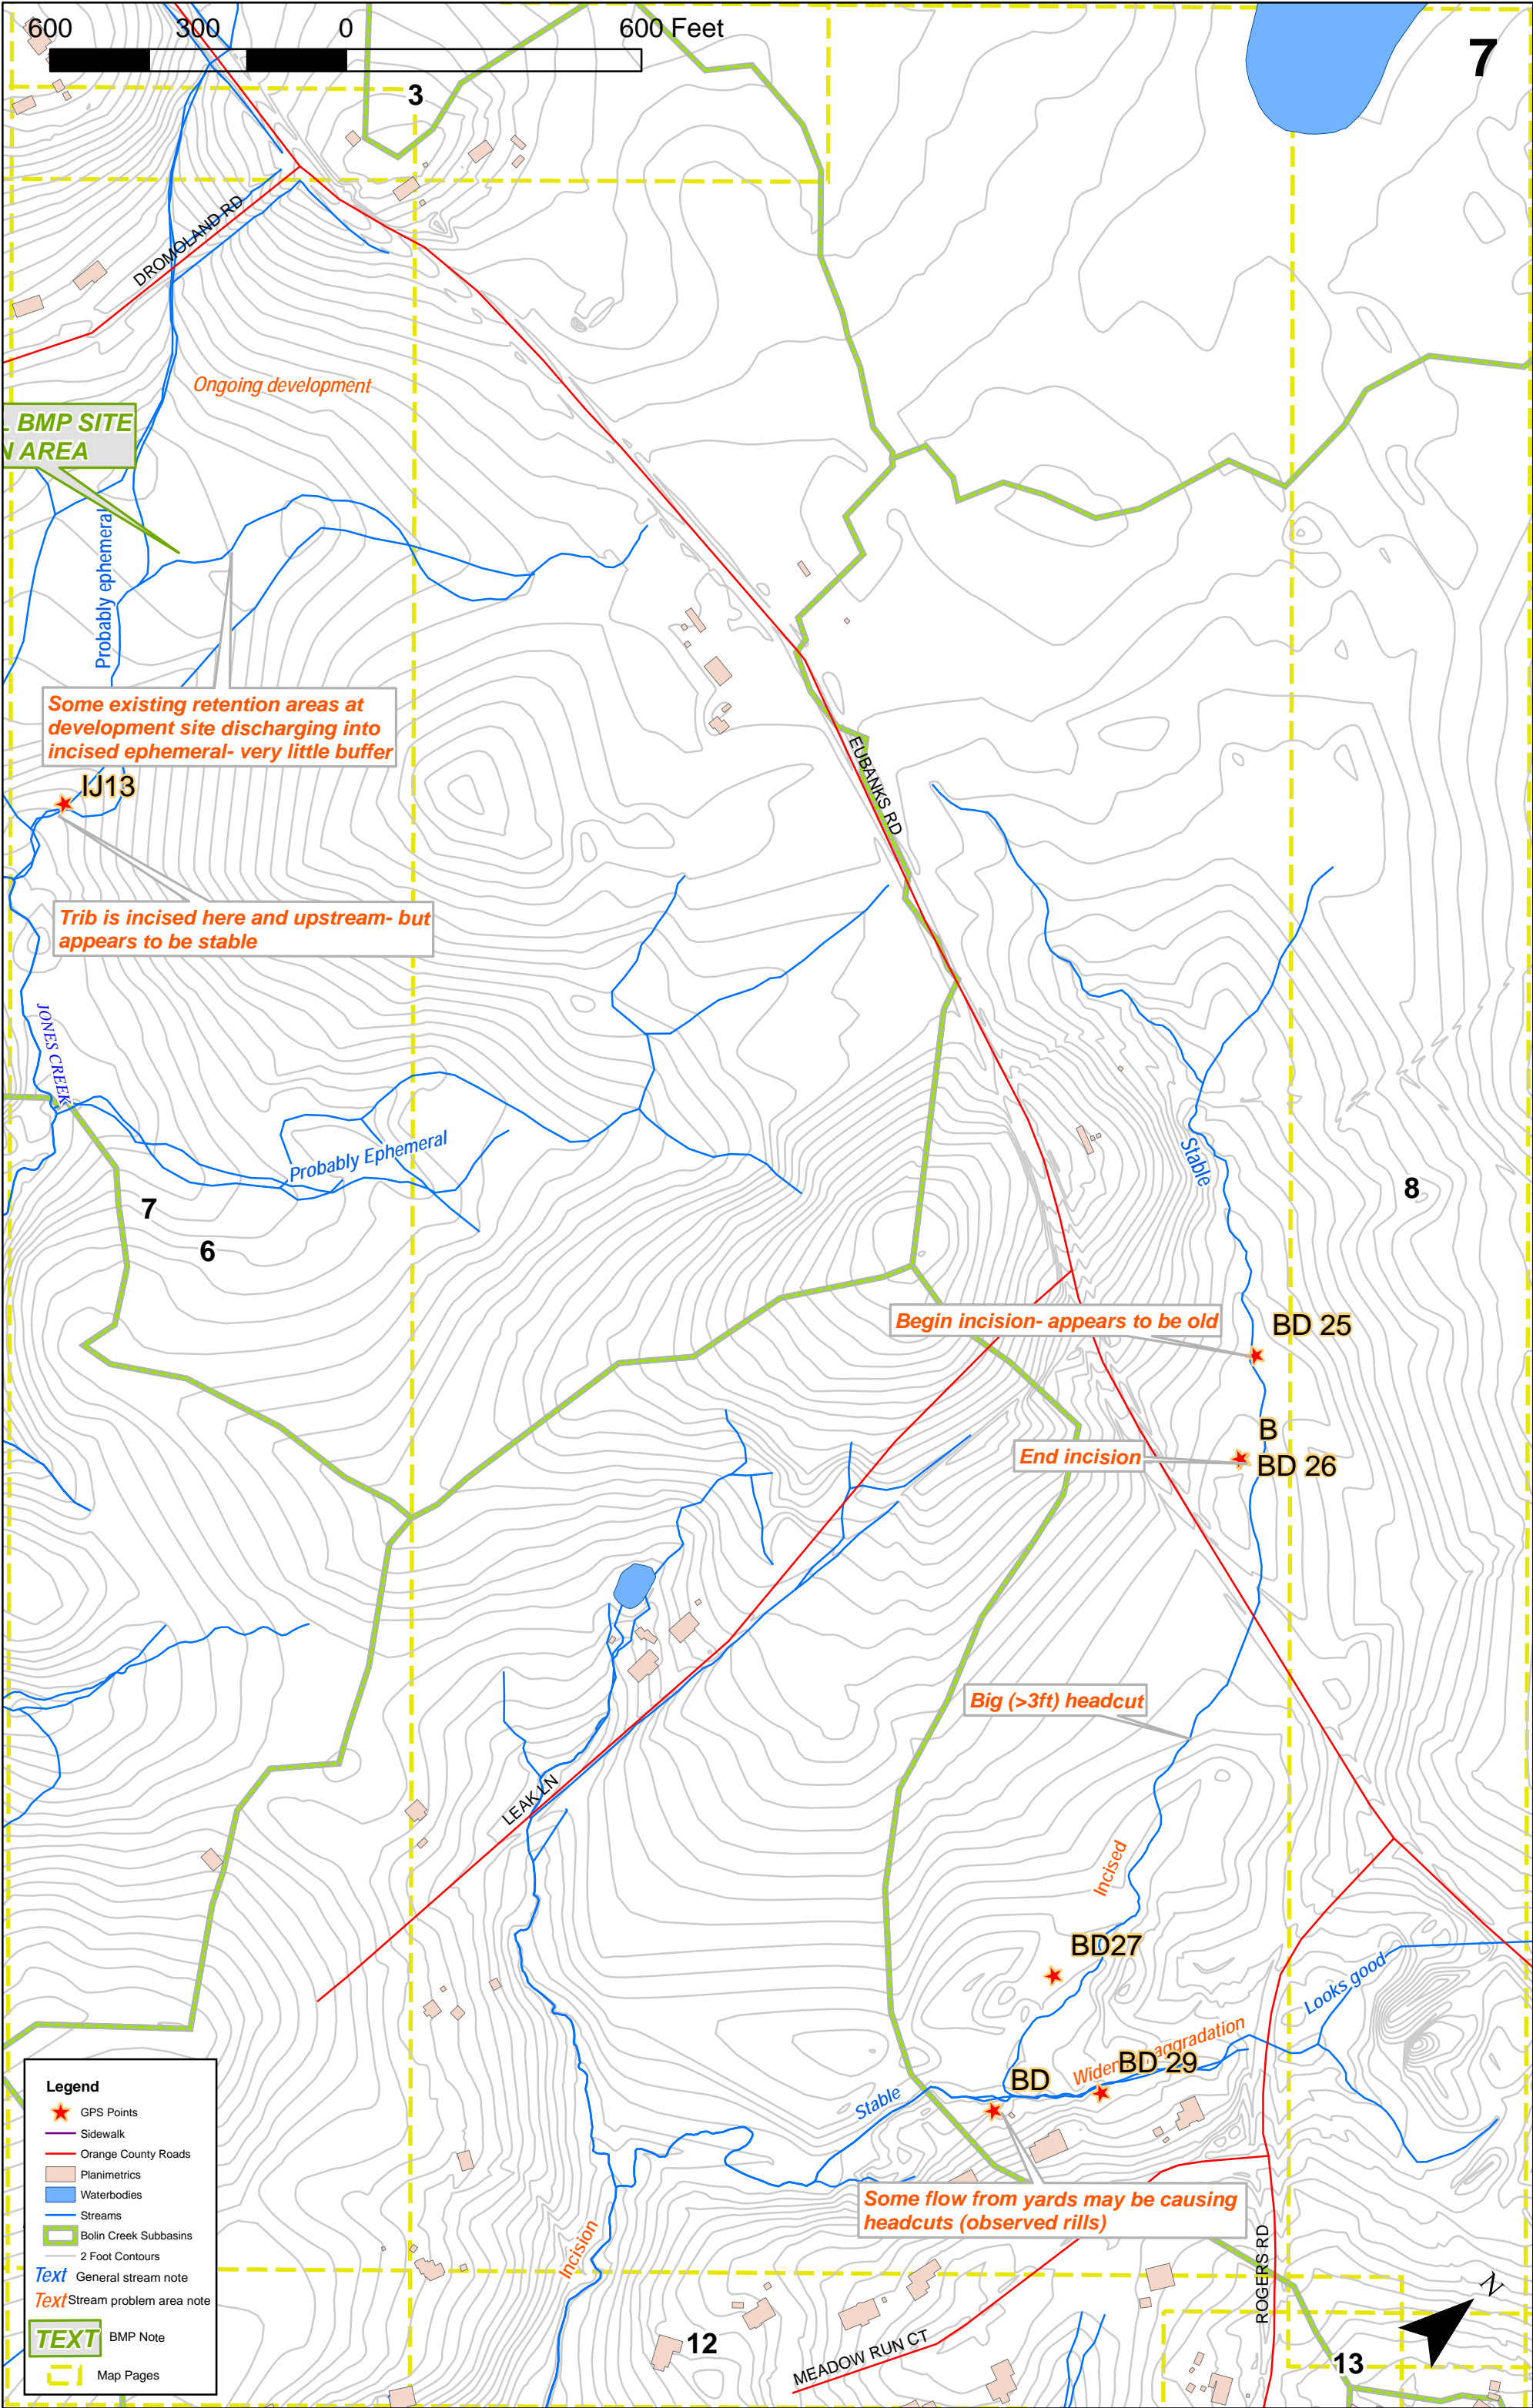 600 300 0 600 Feet
7
3
DROMOLAND RD
Ongoing development
BMP SITE
AREA
Probably ephemeral
Some existing retention areas at
development site discharging into
incised ephemeral- very little buffer
IJ13
EUBANKS RD
Trib is incised here and upstream- but
appears to be stable
JONES CREEK
Probably Ephemeral
Stable
7
8
6
Begin incision- appears to be old
BD 25
B
End incision
BD 26
Big (>3ft) headcut
LEAK LN
Incised
BD27
Looks good
aggradation
BD 29
BD
Stable
Some flow from yards may be causing
headcuts (observed rills)
Incision
ROGERS RD
N
12
MEADOW RUN CT
13
Legend
GPS Points
Sidewalk
Orange County Roads
Planimetrics
Waterbodies
Streams
Bolin Creek Subbasins
2 Foot Contours
Text General stream note
Text Stream problem area note
TEXT BMP Note
Map Pages